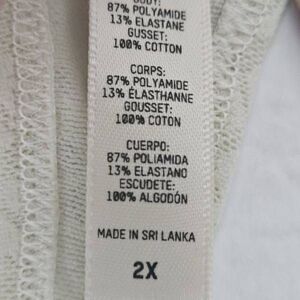 BODY:
87% POLYAMIDE
13% ELASTANE
GUSSET:
100% COTTON
CORPS:
87% POLYAMIDE
13% ÉLASTHANNE
GOUSSET:
100% COTON
CUERPO:
87% POLIAMIDA
13% ELASTANO
ESCUDETE:
100% ALGODÓN
MADE IN SRI LANKA
2X